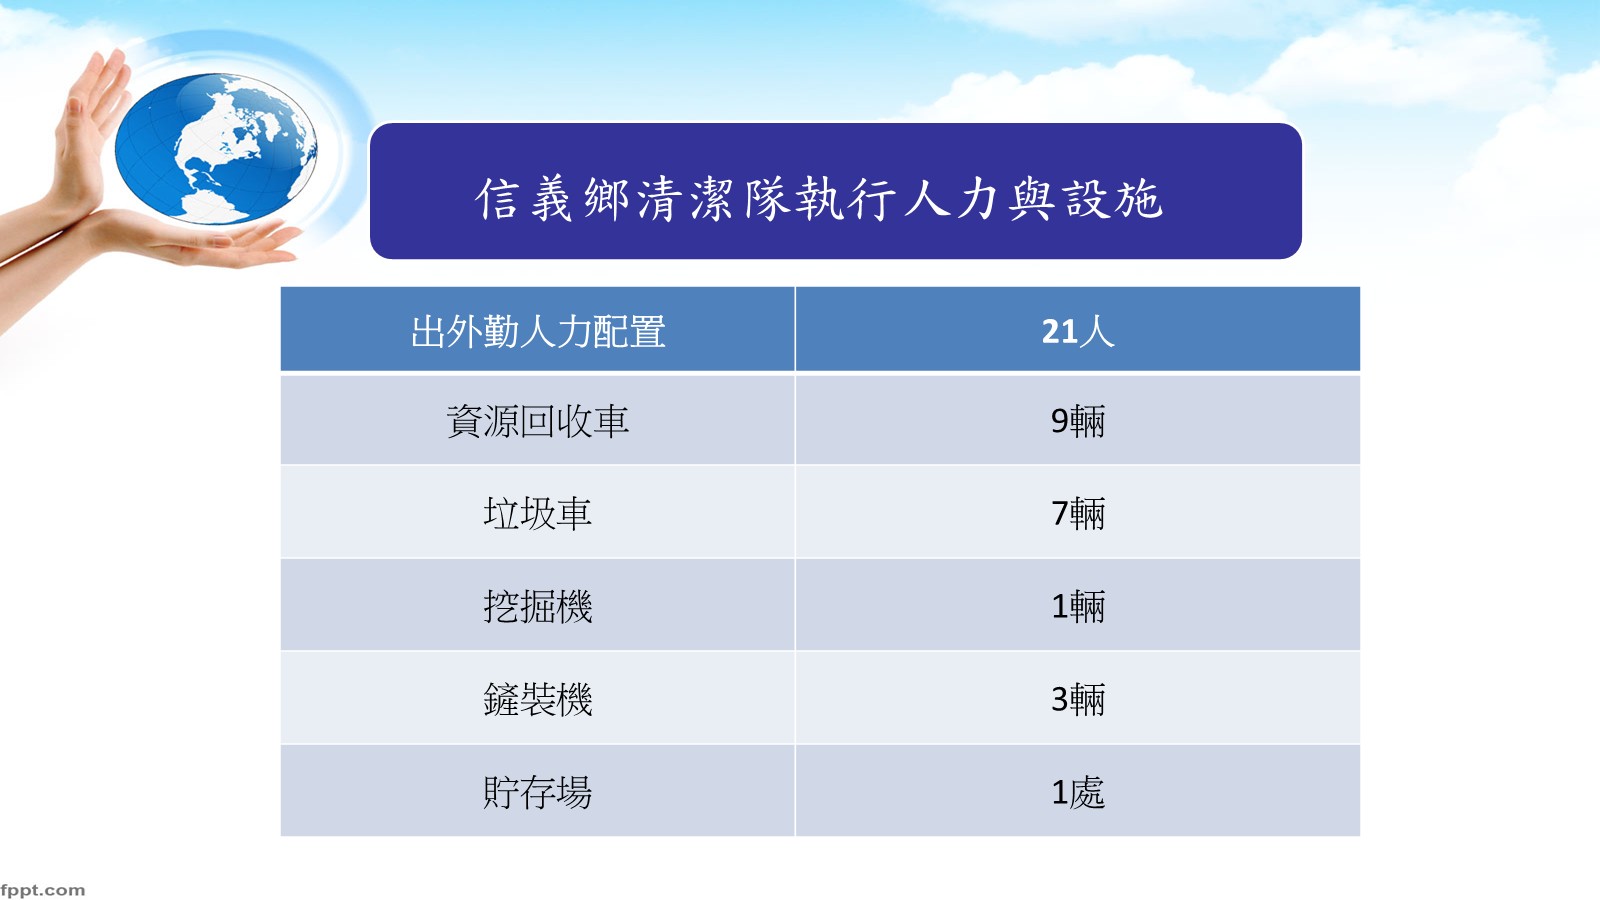 信義鄉清潔隊執行人力與設施
出外勤人力配置 21人
資源回收車 9輛
垃圾車 7輛
挖掘機 1輛
鏟裝機 3輛
貯存場 1處
fppt.com